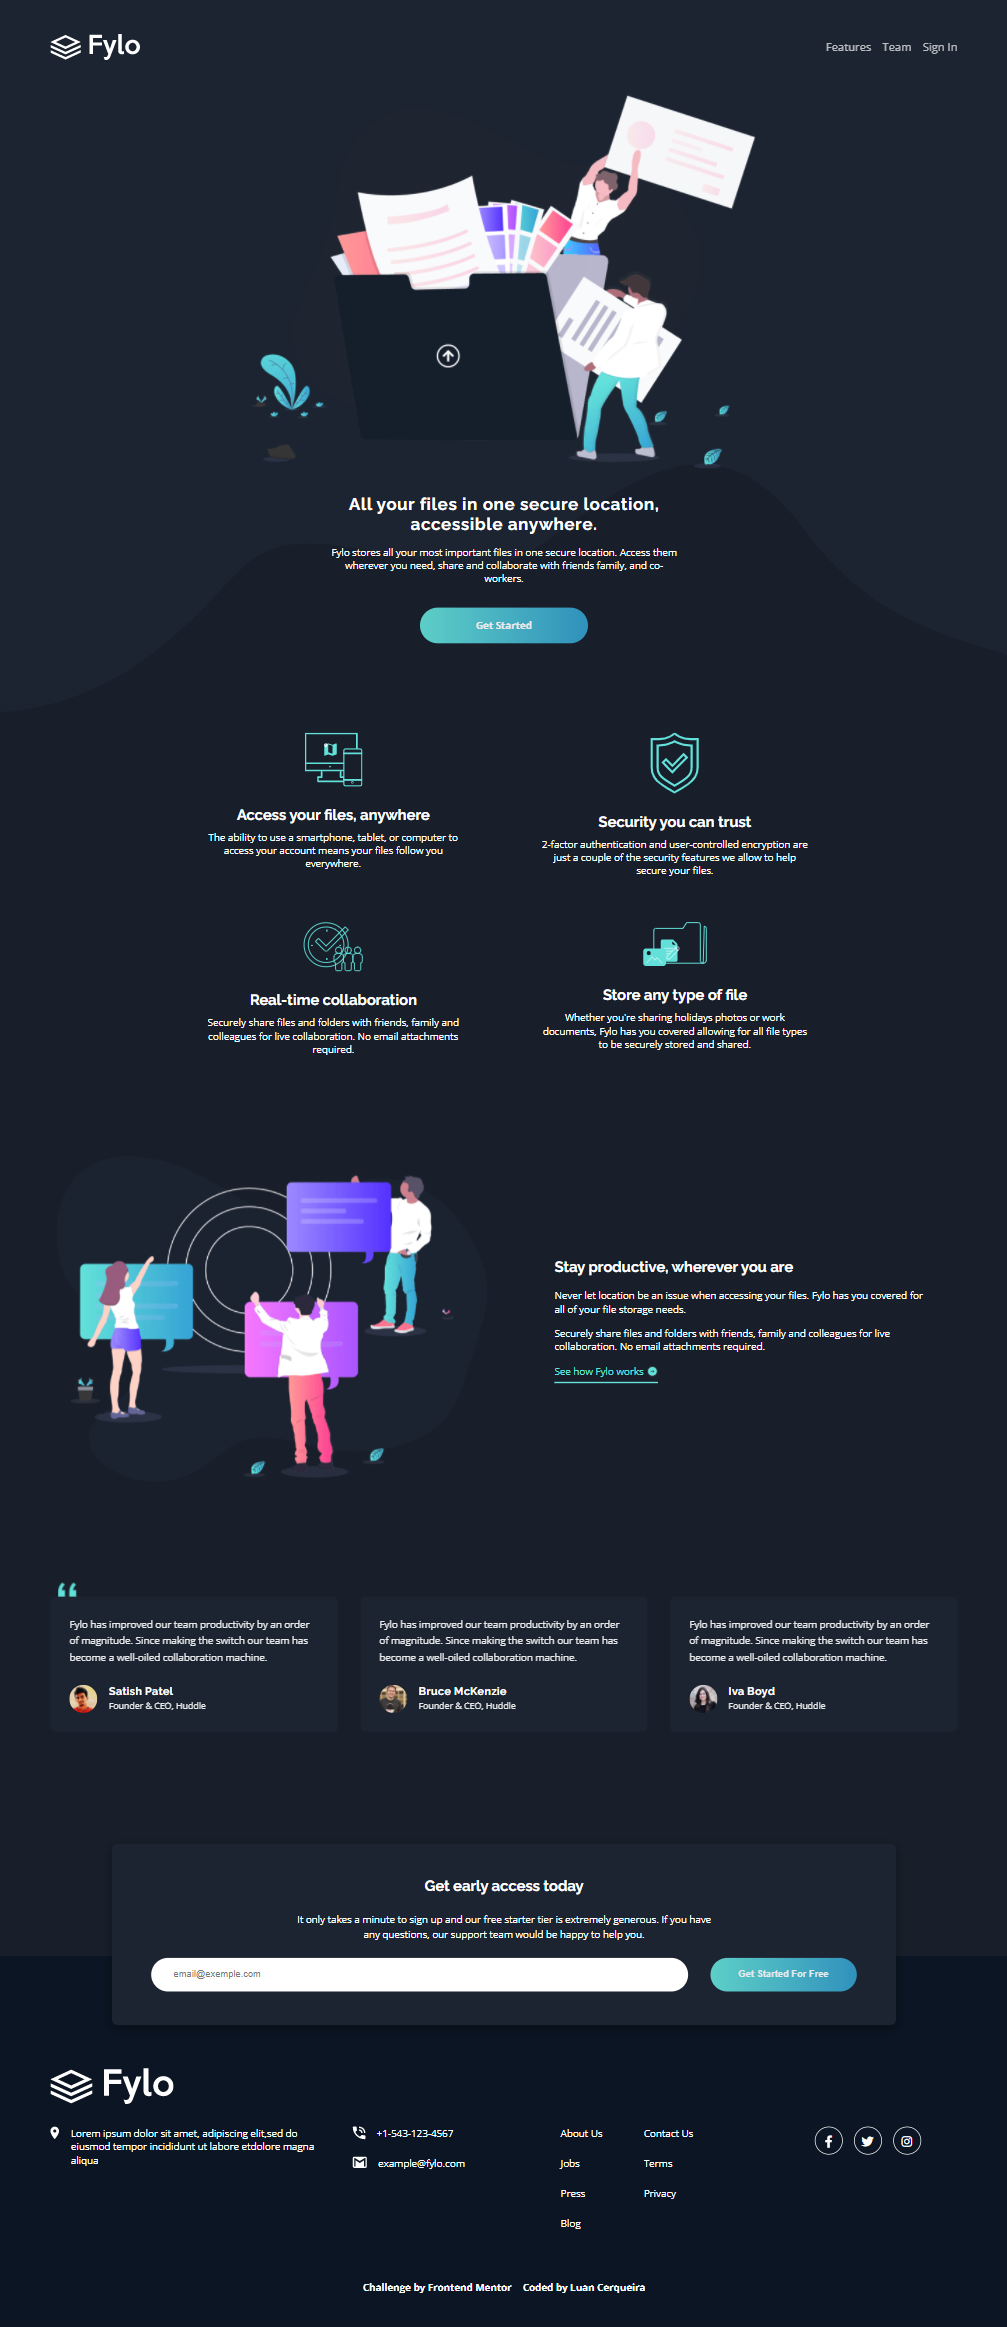 Fylo
Features Team Sign In
All your files in one secure location,
accessible anywhere.
Fylo stores all your most important files in one secure location. Access them
wherever you need, share and collaborate with friends family, and co-
workers.
Get Started
Access your files, anywhere
The ability to use a smartphone, tablet, or computer to
access your account means your files follow you
everywhere.
Security you can trust
2-factor authentication and user-controlled encryption are
just a couple of the security features we allow to help
secure your files.
Real-time collaboration
Securely share files and folders with friends, family and
colleagues for live collaboration. No email attachments
required.
Store any type of file
Whether you're sharing holidays photos or work
documents, Fylo has you covered allowing for all file types
to be securely stored and shared.
Stay productive, wherever you are
Never let location be an issue when accessing your files. Fylo has you covered for
all of your file storage needs.
Securely share files and folders with friends, family and colleagues for live
collaboration. No email attachments required.
See how Fylo works
“
Fylo has improved our team productivity by an order
of magnitude. Since making the switch our team has
become a well-oiled collaboration machine.
Satish Patel
Founder & CEO, Huddle
Fylo has improved our team productivity by an order
of magnitude. Since making the switch our team has
become a well-oiled collaboration machine.
Bruce McKenzie
Founder & CEO, Huddle
Fylo has improved our team productivity by an order
of magnitude. Since making the switch our team has
become a well-oiled collaboration machine.
Iva Boyd
Founder & CEO, Huddle
Get early access today
It only takes a minute to sign up and our free starter tier is extremely generous. If you have
any questions, our support team would be happy to help you.
email@exemple.com
Get Started For Free
Fylo
Lorem ipsum dolor sit amet, adipiscing elit,sed do
eiusmod tempor incididunt ut labore etdolore magna
aliqua
+1-543-123-4567
example@fylo.com
About Us
Jobs
Press
Blog
Contact Us
Terms
Privacy
Challenge by Frontend Mentor Coded by Luan Cerqueira